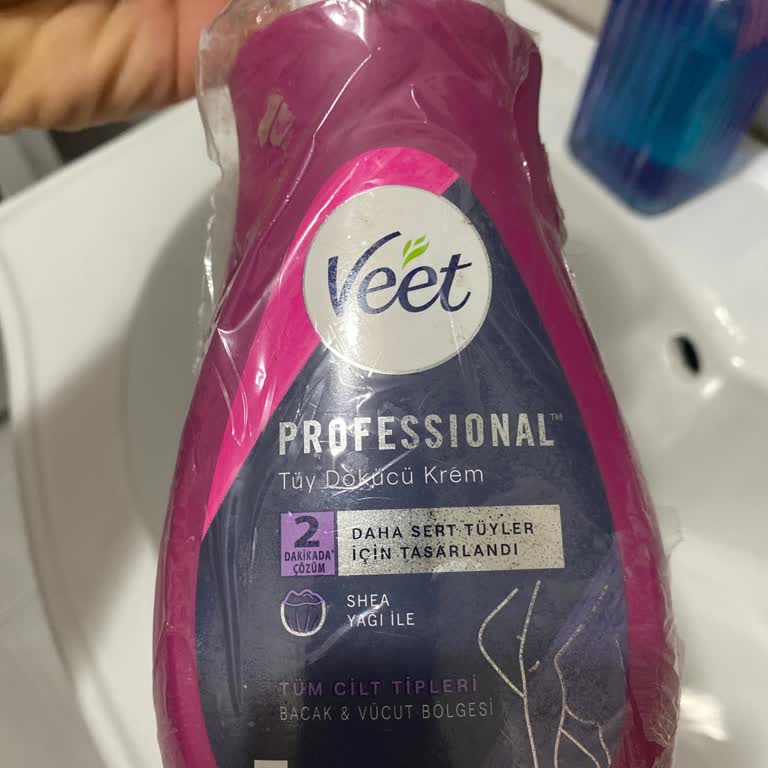 Veet
PROFESSIONAL™
Tüy Dökücü Krem
2
DAKİKADA*
ÇÖZÜM
DAHA SERT TÜYLER
İÇİN TASARLANDI
SHEA
YAĞI İLE
TÜM CİLT TİPLERİ
BACAK & VÜCUT BÖLGESİ